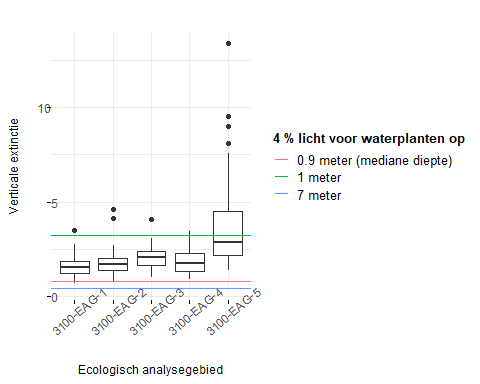 10
5
0
Verticale extinctie
3100-EAG-1
3100-EAG-2
3100-EAG-3
3100-EAG-4
3100-EAG-5
Ecologisch analysegebied
4 % licht voor waterplanten op
0.9 meter (mediane diepte)
1 meter
7 meter